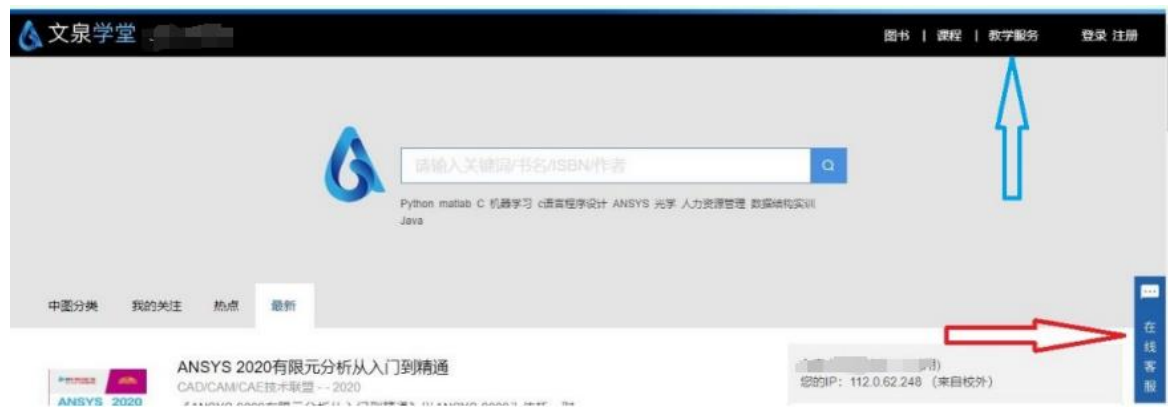 文泉学堂
图书 | 课程 | 教学服务 登录 注册
请输入关键词/书名/ISBN/作者
Python matlab C 机器学习 c语言程序设计 ANSYS 光学 人力资源管理 数据结构实训
Java
中图分类 我的关注 热点 最新
在线客服
ANSYS 2020有限元分析从入门到精通
CAD/CAM/CAE技术联盟 - - 2020
您的IP: 112.0.62.248 （来自校外）
ANSYS 2020